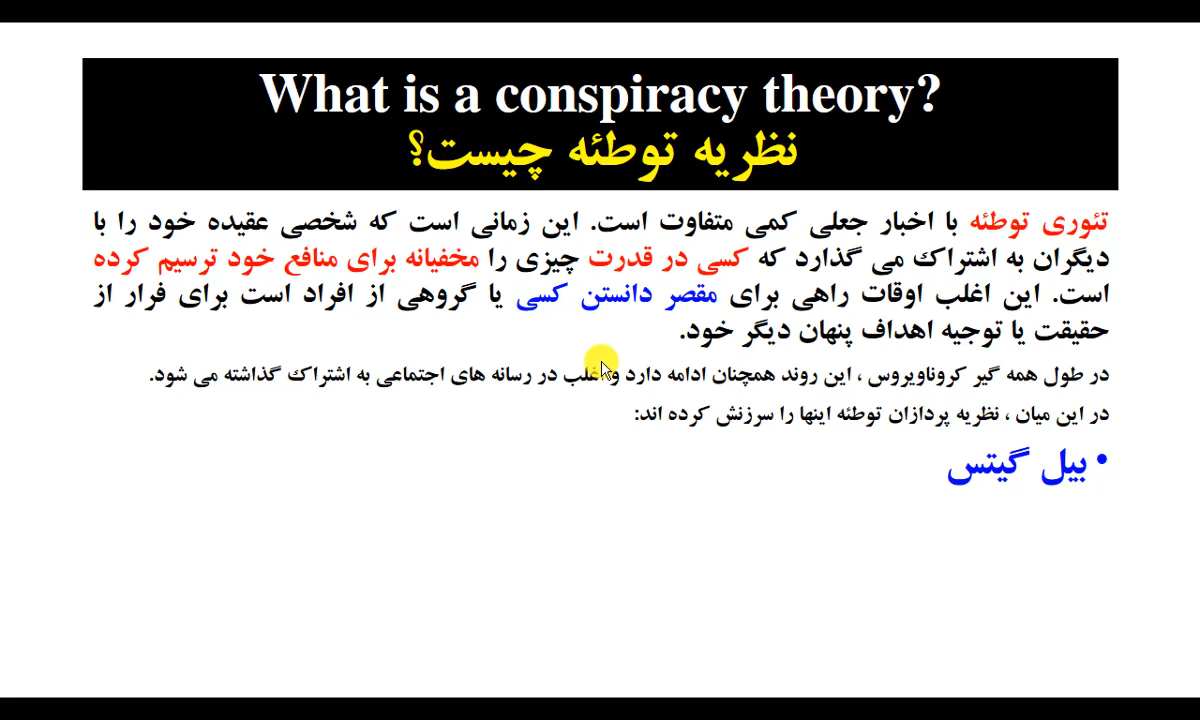 What is a conspiracy theory?
نظریه توطئه چیست؟
تئوری توطئه با اخبار جعلی کمی متفاوت است. این زمانی است که شخصی عقیده خود را با
دیگران به اشتراک می گذارد که کسی در قدرت چیزی را مخفیانه برای منافع خود ترسیم کرده
است. این اغلب اوقات راهی برای مقصر دانستن کسی یا گروهی از افراد است برای فرار از
حقیقت یا توجیه اهداف پنهان دیگر خود.
در طول همه گیر کروناویروس ، این روند همچنان ادامه دارد و اغلب در رسانه های اجتماعی به اشتراک گذاشته می شود.
در این میان ، نظریه پردازان توطئه اینها را سرزنش کرده اند:
• بیل گیتس